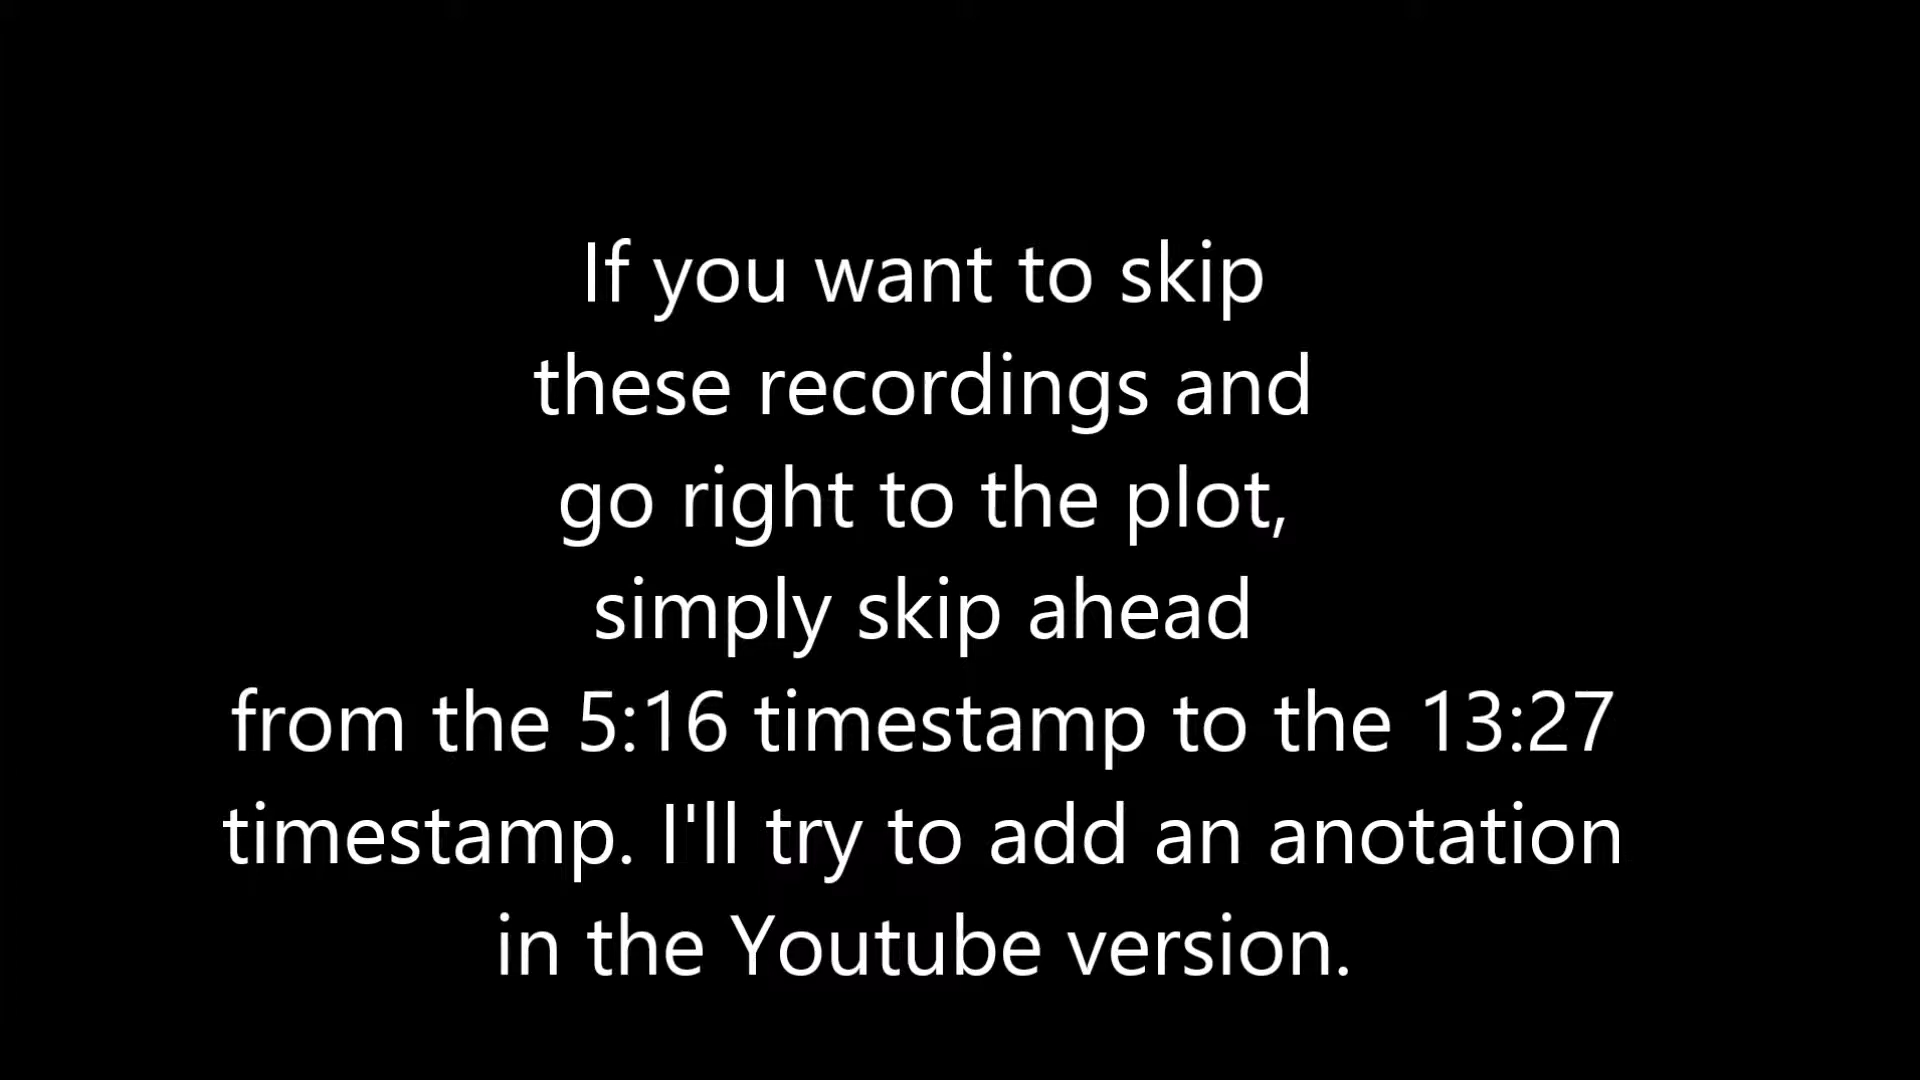 If you want to skip
these recordings and
go right to the plot,
simply skip ahead
from the 5:16 timestamp to the 13:27
timestamp. I'll try to add an anotation
in the Youtube version.